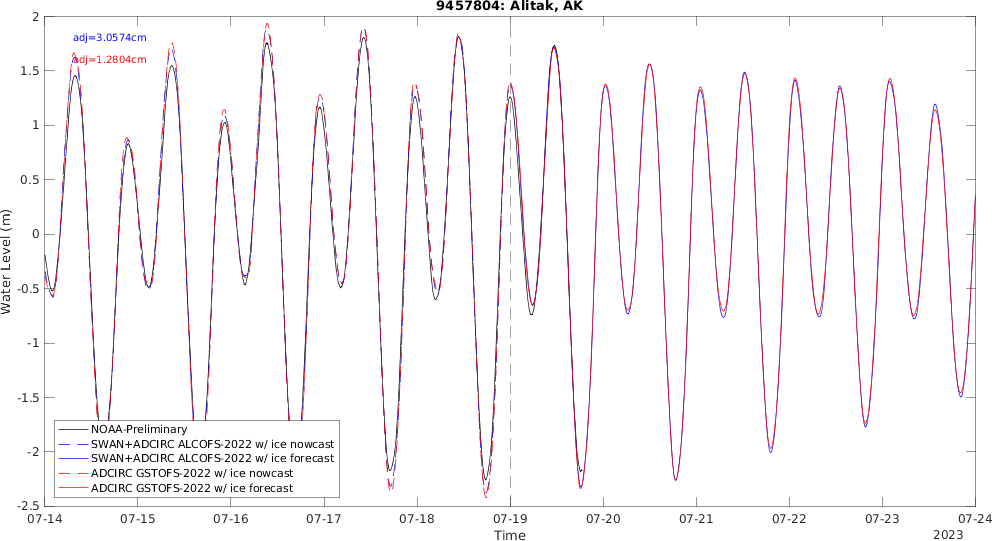 9457804: Alitak, AK
adj=3.0574cm
adj=1.2804cm
2
1.5
1
0.5
0
-0.5
-1
-1.5
-2
-2.5
Water Level (m)
NOAA-Preliminary
SWAN+ADCIRC ALCOFS-2022 w/ ice nowcast
SWAN+ADCIRC ALCOFS-2022 w/ ice forecast
ADCIRC GSTOFS-2022 w/ ice nowcast
ADCIRC GSTOFS-2022 w/ ice forecast
07-14 07-15 07-16 07-17 07-18 07-19 07-20 07-21 07-22 07-23 07-24
Time
2023